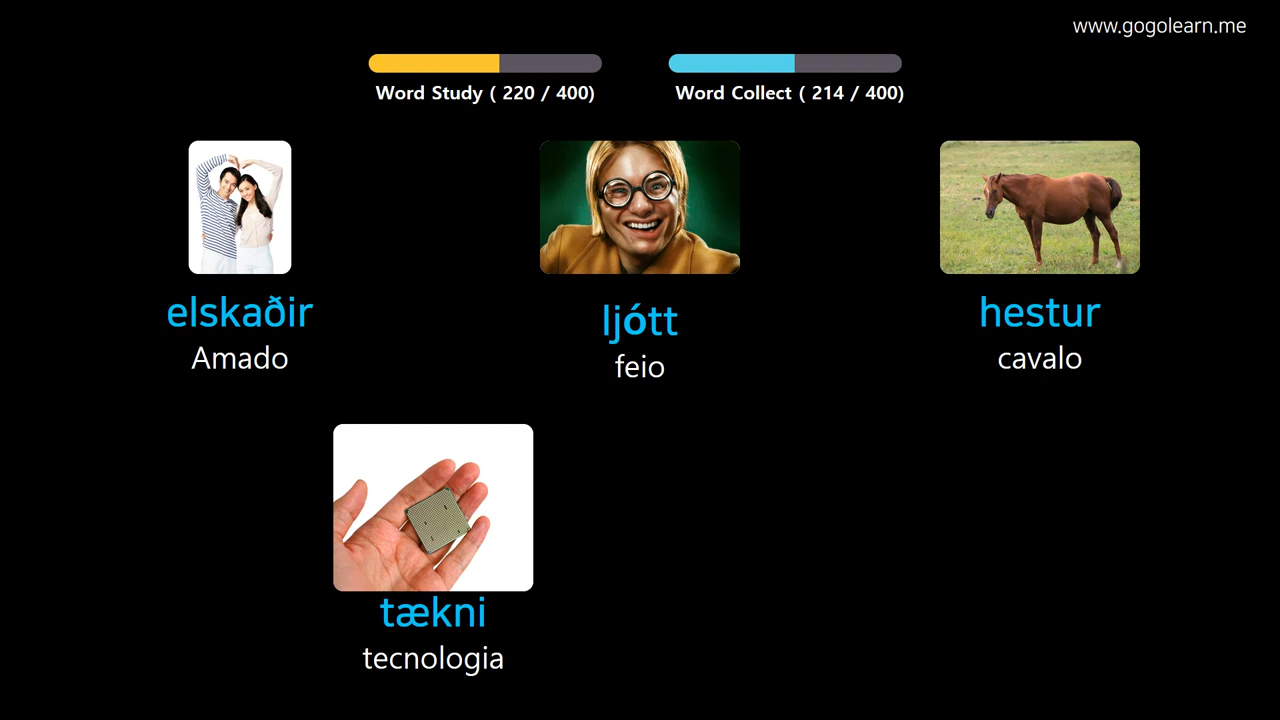 www.gogolearn.me
Word Study ( 220 / 400)
Word Collect ( 214 / 400)
elskaðir
Amado
ljótt
feio
hestur
cavalo
tækni
tecnologia